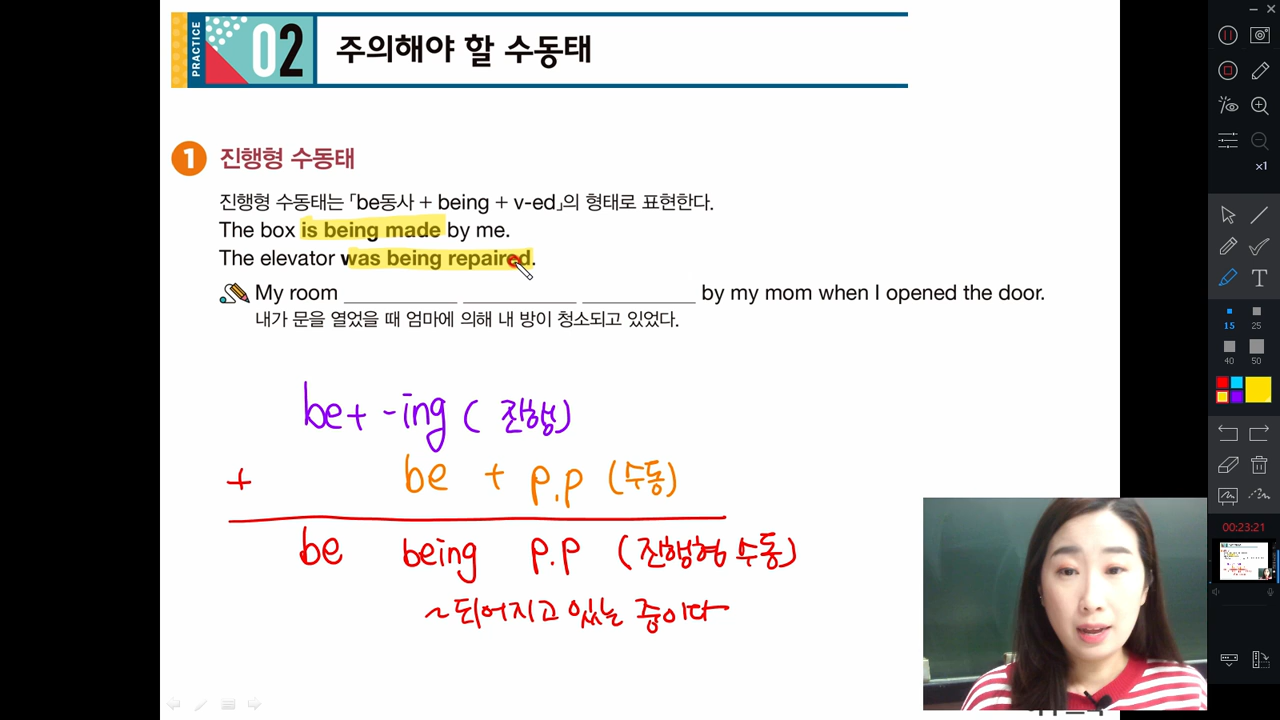 PRACTICE 02 주의해야 할 수동태
1 진행형 수동태
진행형 수동태는 「be동사 + being + v-ed」의 형태로 표현한다.
The box is being made by me.
The elevator was being repaired.
My room ____________ ____________ ____________ by my mom when I opened the door.
내가 문을 열었을 때 엄마에 의해 내 방이 청소되고 있었다.
be+ -ing (진행)
+ be + p.p (수동)
be being p.p (진행형 수동)
~되어지고 있는 중이다
x1
T
15 25
40 50
00:23:21